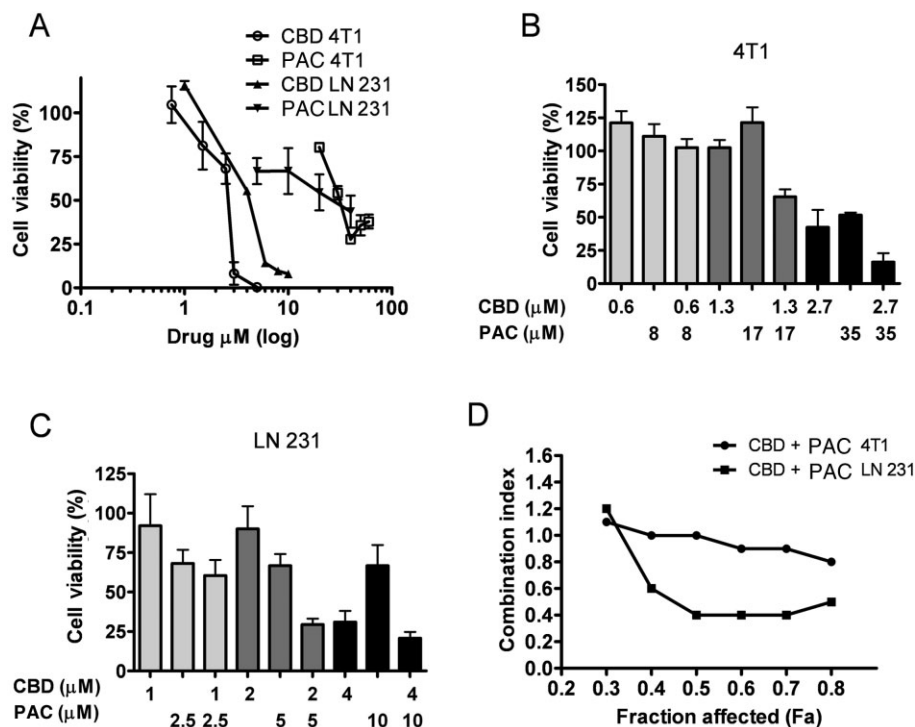 A
CBD 4T1
PAC 4T1
CBD LN 231
PAC LN 231
Cell viability (%)
100
75
50
25
0
0.1 1 10 100
Drug μM (log)
B
4T1
Cell viability (%)
150
125
100
75
50
25
0
CBD (μM) 0.6 0.6 1.3 1.3 2.7 2.7
PAC (μM) 8 8 17 17 35 35
C
LN 231
Cell viability (%)
125
100
75
50
25
0
CBD (μM) 1 1 2 2 4 4
PAC (μM) 2.5 2.5 5 5 10 10
D
CBD + PAC 4T1
CBD + PAC LN 231
Combination index
1.6
1.4
1.2
1.0
0.8
0.6
0.4
0.2
0.0
0.2 0.3 0.4 0.5 0.6 0.7 0.8
Fraction affected (Fa)